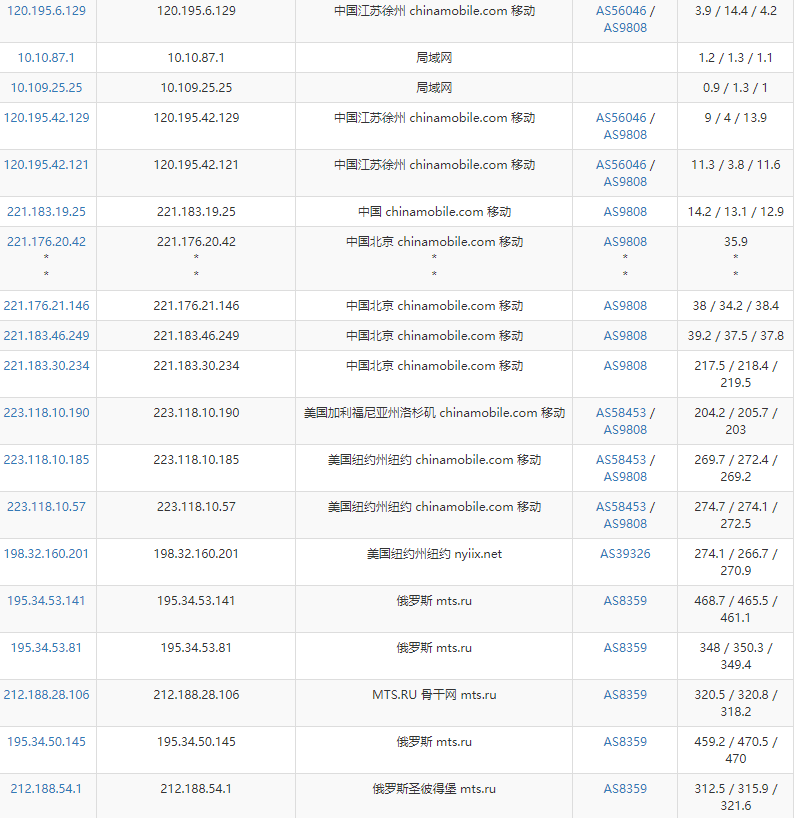 120.195.6.129 120.195.6.129 中国江苏徐州 chinamobile.com 移动 AS56046 / 3.9 / 14.4 / 4.2
AS9808
10.10.87.1 10.10.87.1 局域网 1.2 / 1.3 / 1.1
10.109.25.25 10.109.25.25 局域网 0.9 / 1.3 / 1
120.195.42.129 120.195.42.129 中国江苏徐州 chinamobile.com 移动 AS56046 / 9 / 4 / 13.9
AS9808
120.195.42.121 120.195.42.121 中国江苏徐州 chinamobile.com 移动 AS56046 / 11.3 / 3.8 / 11.6
AS9808
221.183.19.25 221.183.19.25 中国 chinamobile.com 移动 AS9808 14.2 / 13.1 / 12.9
221.176.20.42 221.176.20.42 中国北京 chinamobile.com 移动 AS9808 35.9
* * * * *
* * * * *
221.176.21.146 221.176.21.146 中国北京 chinamobile.com 移动 AS9808 38 / 34.2 / 38.4
221.183.46.249 221.183.46.249 中国北京 chinamobile.com 移动 AS9808 39.2 / 37.5 / 37.8
221.183.30.234 221.183.30.234 中国北京 chinamobile.com 移动 AS9808 217.5 / 218.4 /
219.5
223.118.10.190 223.118.10.190 美国加利福尼亚州洛杉矶 chinamobile.com 移动 AS58453 / 204.2 / 205.7 /
AS9808 203
223.118.10.185 223.118.10.185 美国纽约州纽约 chinamobile.com 移动 AS58453 / 269.7 / 272.4 /
AS9808 269.2
223.118.10.57 223.118.10.57 美国纽约州纽约 chinamobile.com 移动 AS58453 / 274.7 / 274.1 /
AS9808 272.5
198.32.160.201 198.32.160.201 美国纽约州纽约 nyiix.net AS39326 274.1 / 266.7 /
270.9
195.34.53.141 195.34.53.141 俄罗斯 mts.ru AS8359 468.7 / 465.5 /
461.1
195.34.53.81 195.34.53.81 俄罗斯 mts.ru AS8359 348 / 350.3 /
349.4
212.188.28.106 212.188.28.106 MTS.RU 骨干网 mts.ru AS8359 320.5 / 320.8 /
318.2
195.34.50.145 195.34.50.145 俄罗斯 mts.ru AS8359 459.2 / 470.5 /
470
212.188.54.1 212.188.54.1 俄罗斯圣彼得堡 mts.ru AS8359 312.5 / 315.9 /
321.6